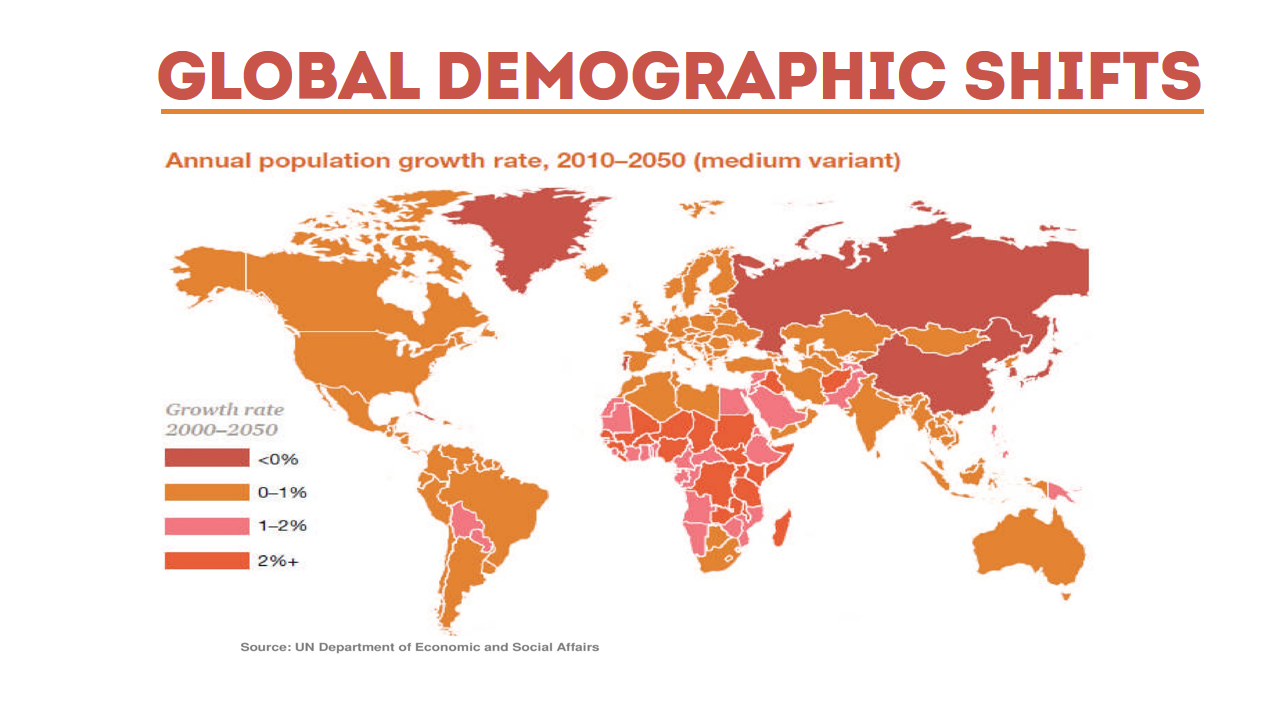 GLOBAL DEMOGRAPHIC SHIFTS
Annual population growth rate, 2010–2050 (medium variant)
Growth rate
2000–2050
<0%
0–1%
1–2%
2%+
Source: UN Department of Economic and Social Affairs